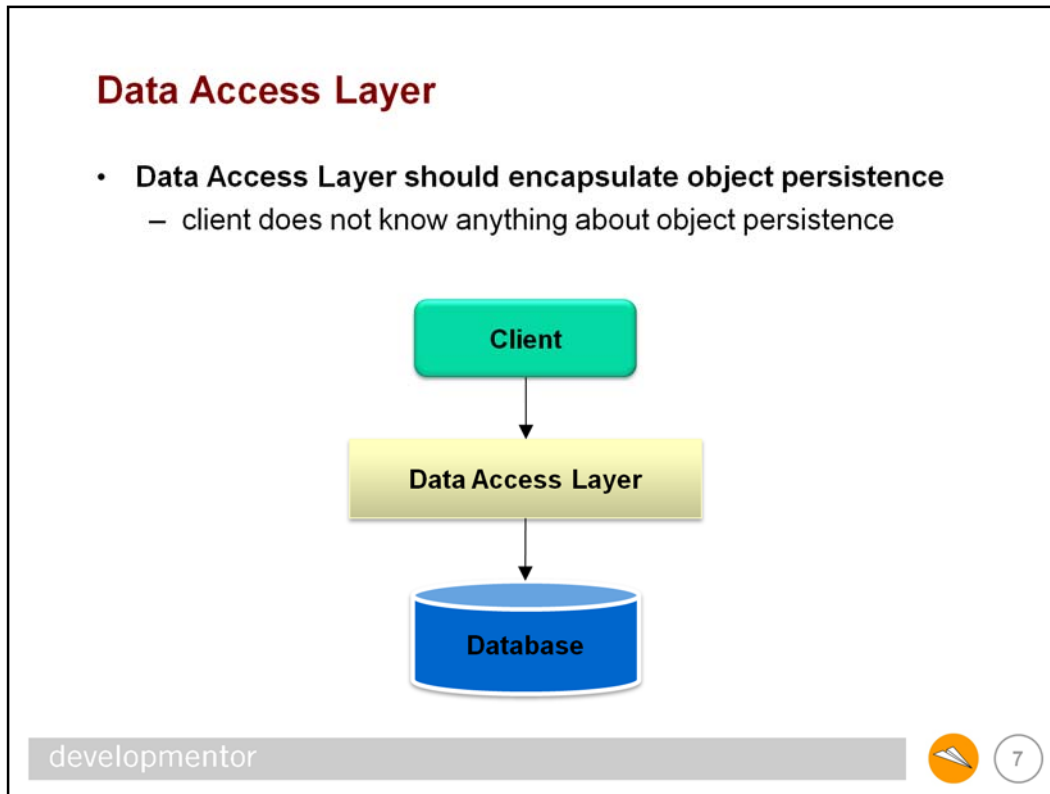 Data Access Layer
• Data Access Layer should encapsulate object persistence
– client does not know anything about object persistence
Client
Data Access Layer
Database
developmentor
7